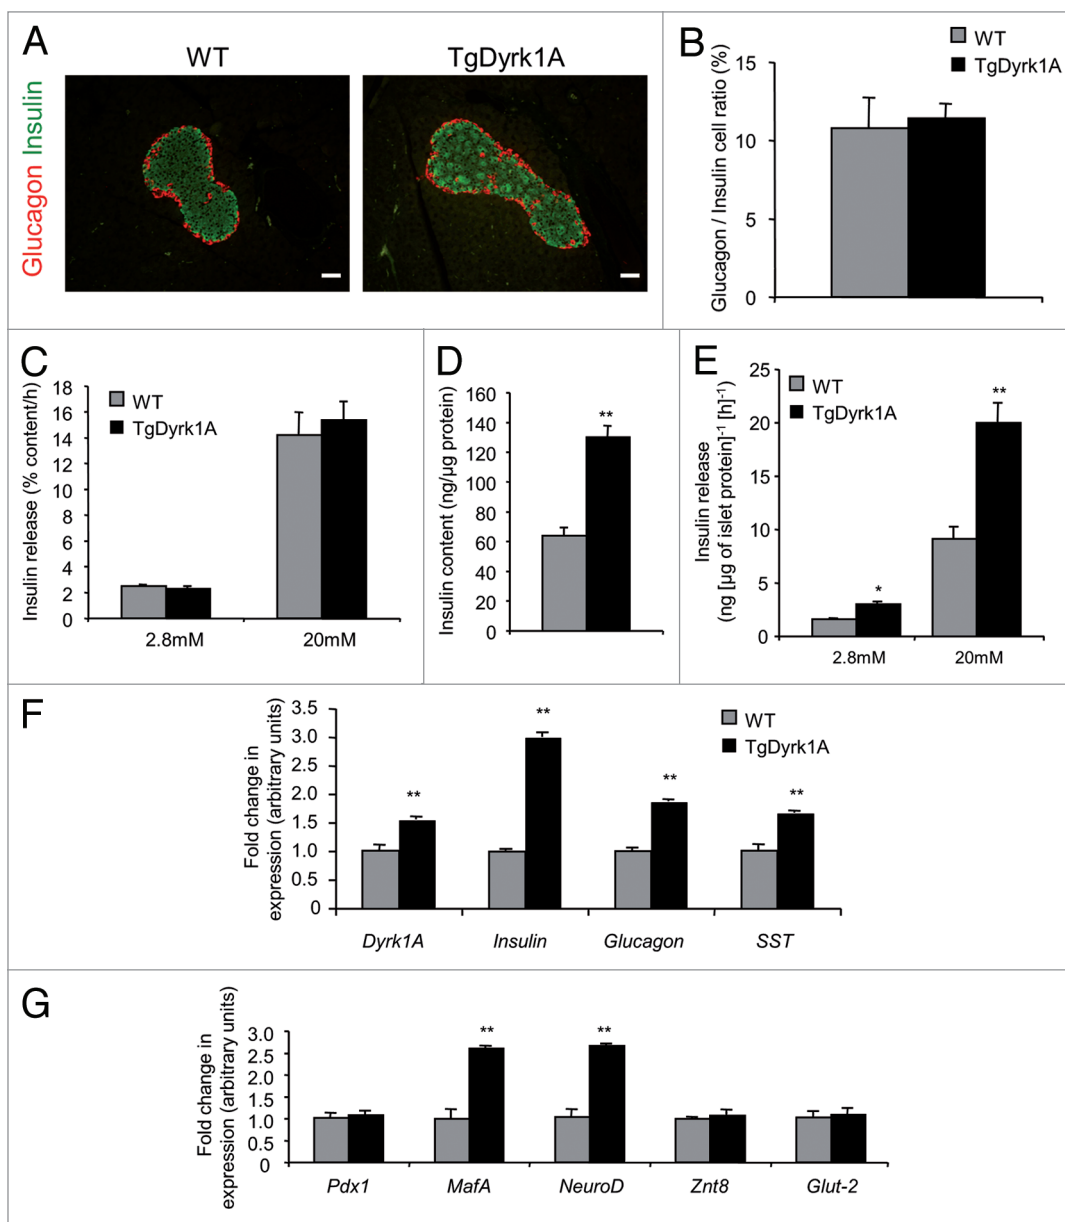 A
WT
TgDyrk1A
Glucagon Insulin
B
WT
TgDyrk1A
Glucagon / Insulin cell ratio (%)
15
10
5
0
C
WT
TgDyrk1A
Insulin release (% content/h)
18
16
14
12
10
8
6
4
2
0
2.8mM
20mM
D
Insulin content (ng/µg protein)
160
140
120
100
80
60
40
20
0
**
E
WT
TgDyrk1A
Insulin release
(ng [µg of islet protein]-1 [h]-1)
25
20
15
10
5
0
*
**
2.8mM
20mM
F
WT
TgDyrk1A
Fold change in
expression (arbitrary units)
3.5
3.0
2.5
2.0
1.5
1.0
0.5
0
**
**
**
**
Dyrk1A
Insulin
Glucagon
SST
G
Fold change in
expression (arbitrary units)
3.0
2.5
2.0
1.5
1.0
0.5
0
**
**
Pdx1
MafA
NeuroD
Znt8
Glut-2